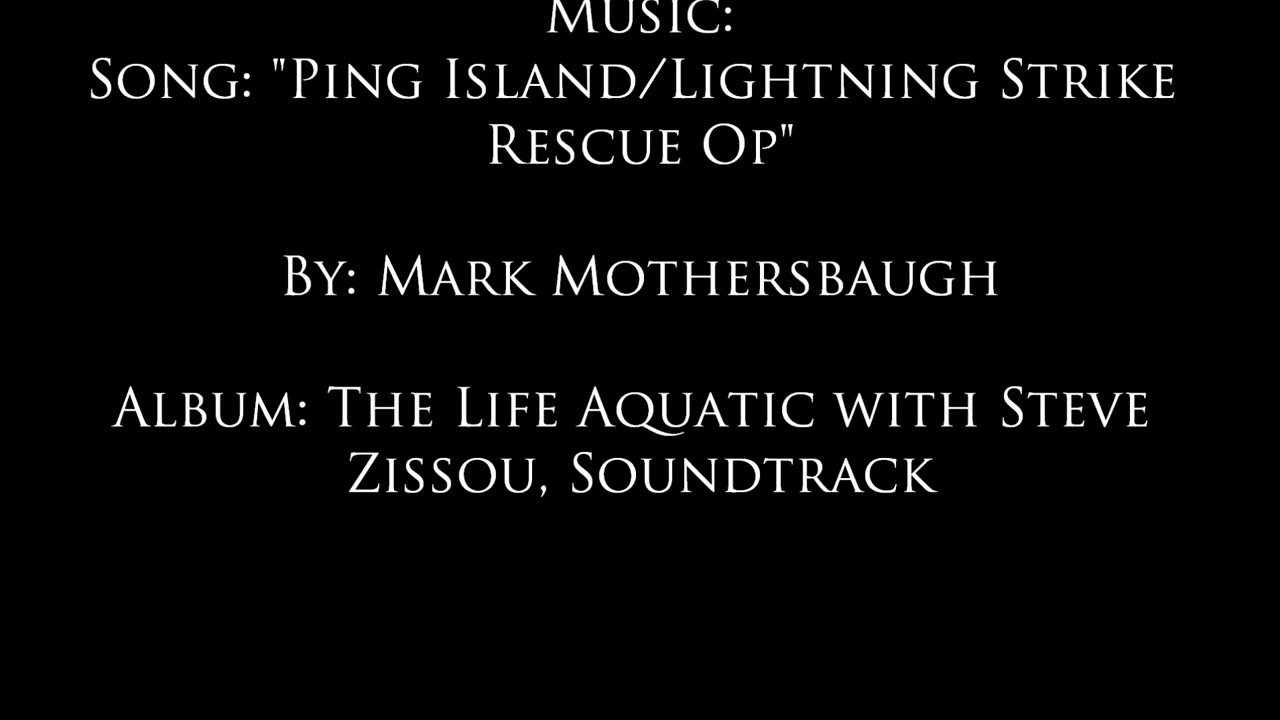 Music:
Song: "Ping Island/Lightning Strike
Rescue Op"
By: Mark Mothersbaugh
Album: The Life Aquatic with Steve
Zissou, Soundtrack